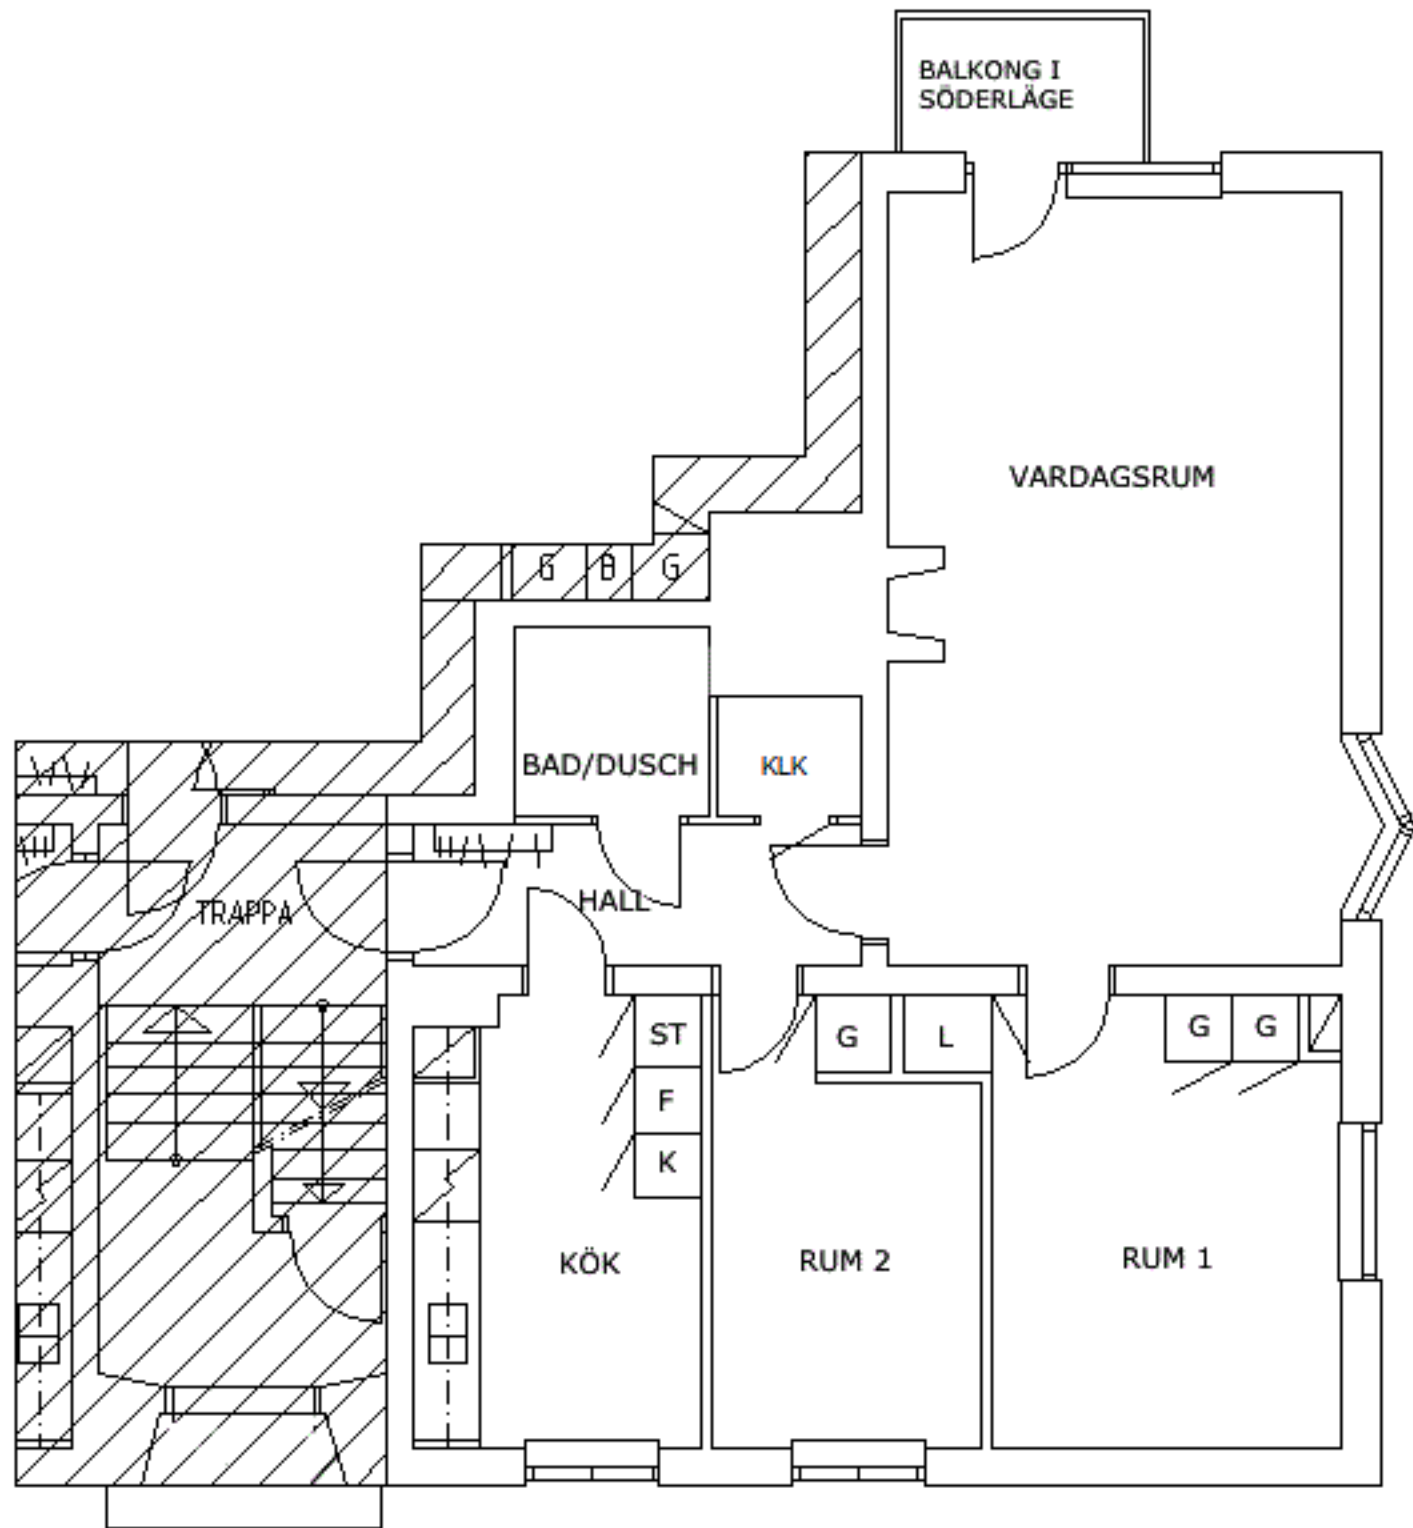 BALKONG I
SÖDERLÄGE
VARDAGSRUM
G
G
BAD/DUSCH
KLK
HALL
TRAPPA
ST
G
L
G
G
F
K
KÖK
RUM 2
RUM 1